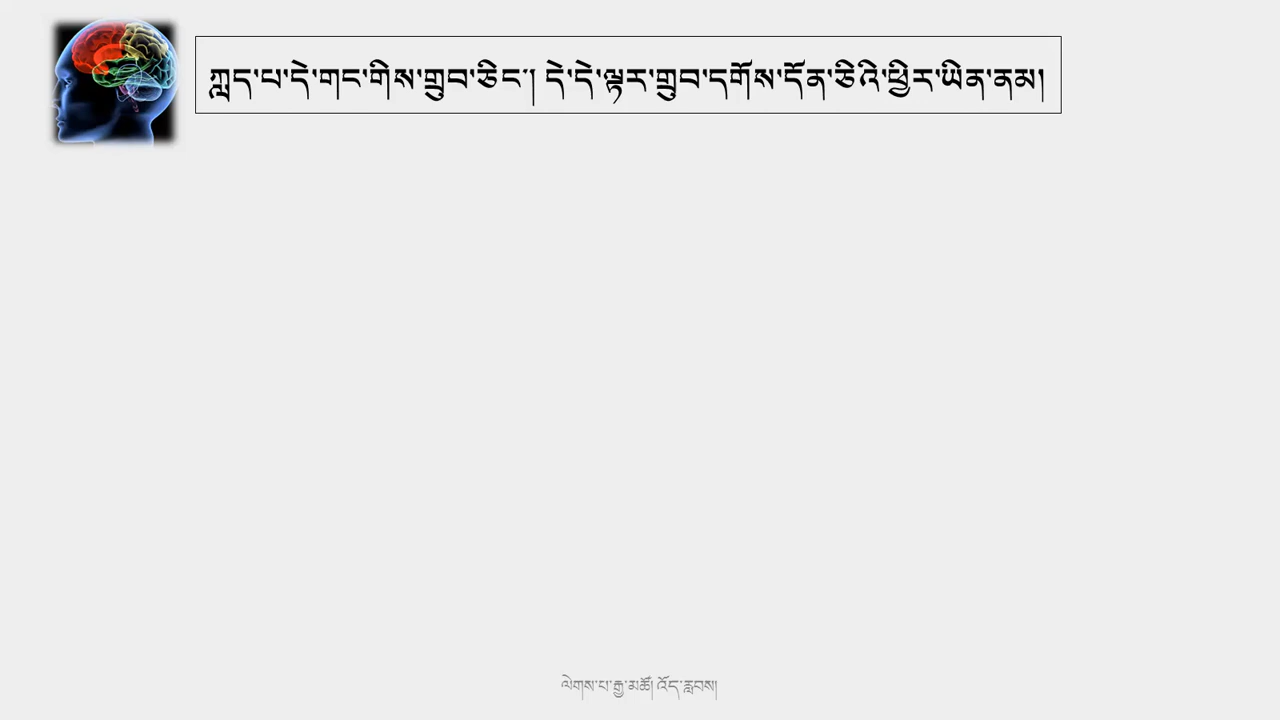 ཀླད་པ་དེ་གང་གིས་གྲུབ་ཅིང་། དེ་དེ་ལྟར་གྲུབ་དགོས་དོན་ཅིའི་ཕྱིར་ཡིན་ནམ།
ལེགས་པ་རྒྱ་མཚོ། འོད་རླབས།